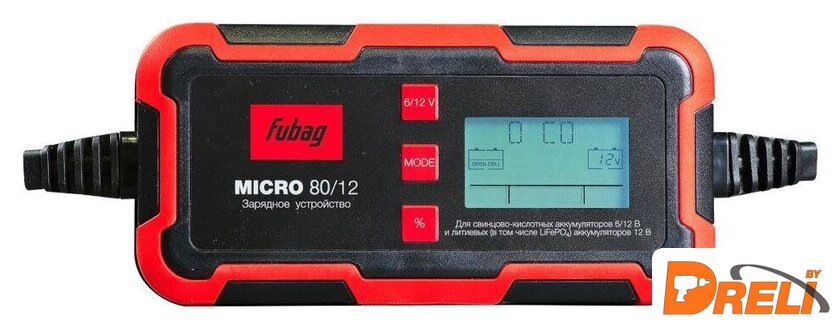 fubag
MICRO 80/12
Зарядное устройство
6/12 V
MODE
%
0 C0
OPEN CELL
12v
Для свинцово-кислотных аккумуляторов 6/12 В
и литиевых (в том числе LiFePO₄) аккумуляторов 12 В
DRELI BY